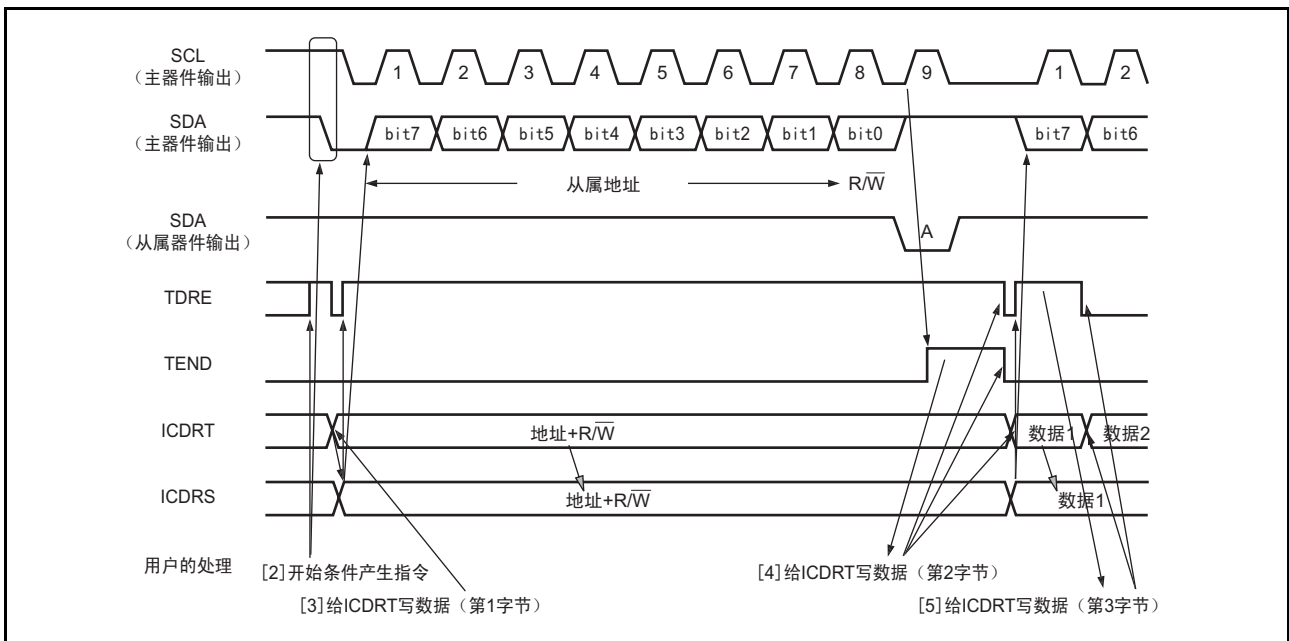 SCL
（主器件输出）
1 2 3 4 5 6 7 8 9 1 2
SDA
（主器件输出）
bit7 bit6 bit5 bit4 bit3 bit2 bit1 bit0 bit7 bit6
从属地址 R/W̅
SDA
（从属器件输出）
A
TDRE
TEND
ICDRT
地址+R/W̅ 数据1 数据2
ICDRS
地址+R/W̅ 数据1
用户的处理
[2]开始条件产生指令
[4]给ICDRT写数据（第2字节）
[3]给ICDRT写数据（第1字节）
[5]给ICDRT写数据（第3字节）